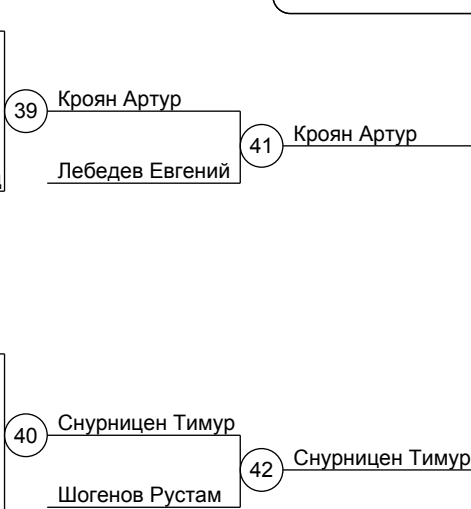 39 Кроян Артур
41 Кроян Артур
Лебедев Евгений
Снурницен Тимур
40
42 Снурницен Тимур
Шогенов Рустам